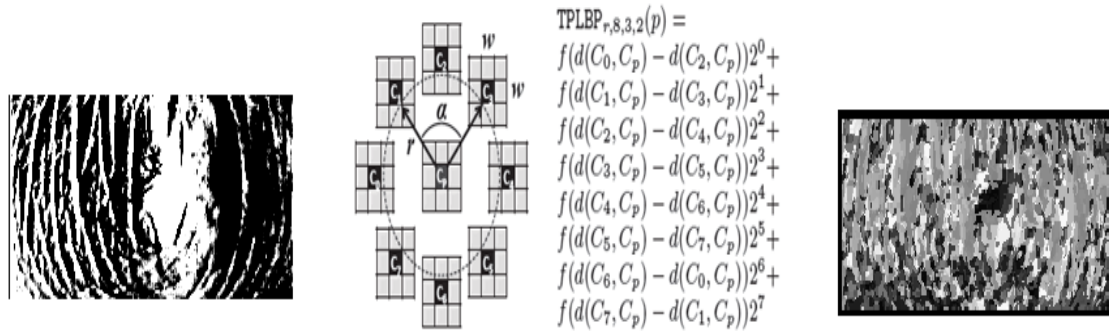 w
w
α
r
TPLBP_{r,8,3,2}(p) =
f(d(C_0, C_p) − d(C_2, C_p))2^0+
f(d(C_1, C_p) − d(C_3, C_p))2^1+
f(d(C_2, C_p) − d(C_4, C_p))2^2+
f(d(C_3, C_p) − d(C_5, C_p))2^3+
f(d(C_4, C_p) − d(C_6, C_p))2^4+
f(d(C_5, C_p) − d(C_7, C_p))2^5+
f(d(C_6, C_p) − d(C_0, C_p))2^6+
f(d(C_7, C_p) − d(C_1, C_p))2^7